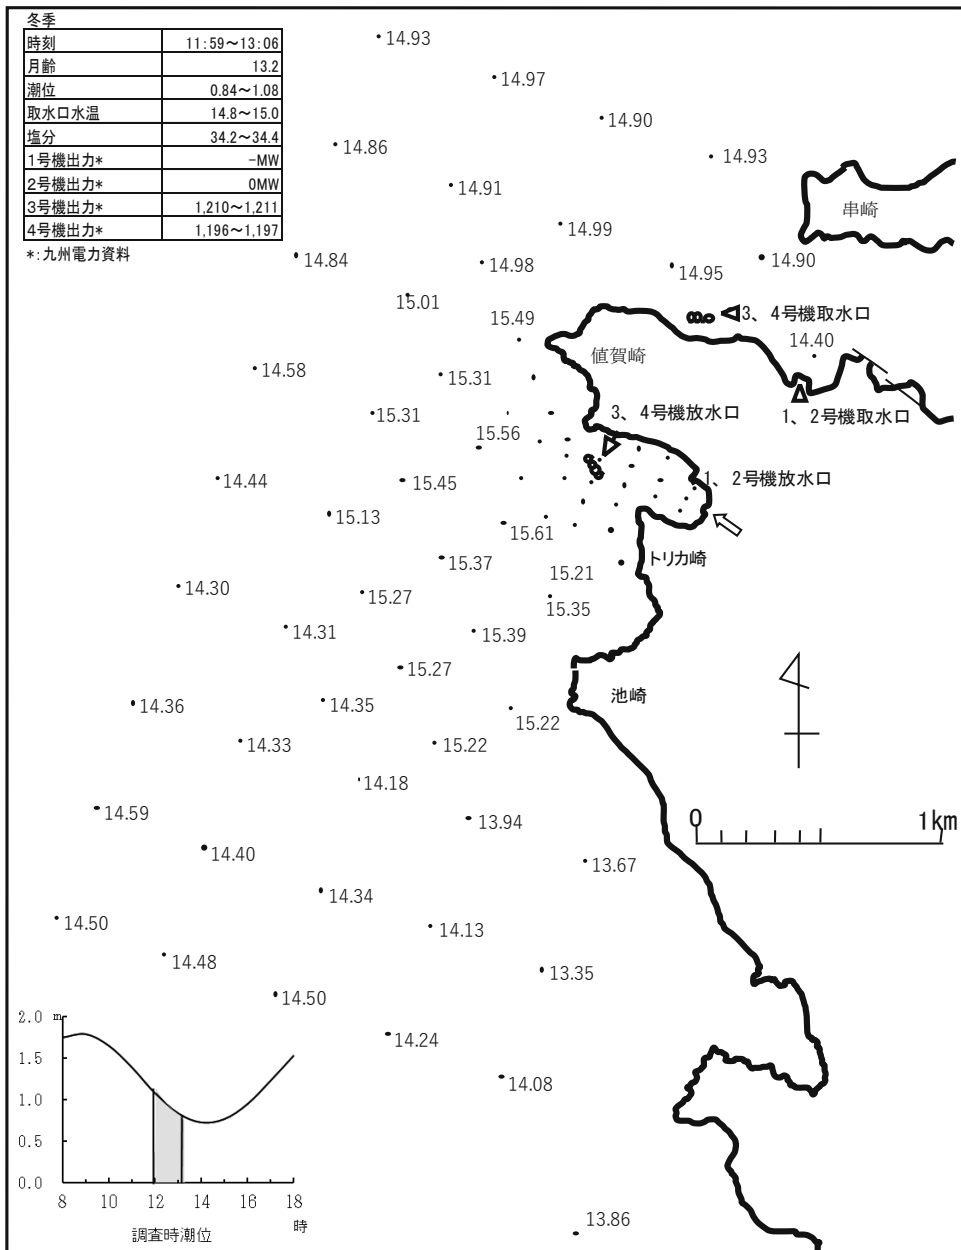 冬季
時刻 11:59～13:06
月齢 13.2
潮位 0.84～1.08
取水口水温 14.8～15.0
塩分 34.2～34.4
1号機出力* -MW
2号機出力* 0MW
3号機出力* 1,210～1,211
4号機出力* 1,196～1,197
*:九州電力資料
14.93
14.97
14.90
14.86
14.93
14.91
串崎
14.99
14.84
14.98
14.95
14.90
15.01
15.49
3、4号機取水口
14.40
値賀崎
14.58
15.31
15.31
3、4号機放水口
1、2号機取水口
15.56
14.44
15.45
1、2号機放水口
15.13
15.61
15.37
トリカ崎
15.21
14.30
15.27
15.35
14.31
15.39
15.27
14.36
14.35
池崎
15.22
14.33
15.22
14.18
14.59
13.94
0 1km
14.40
13.67
14.34
14.50
14.13
14.48
13.35
14.50
2.0 m
14.24
1.5
14.08
1.0
0.5
0.0
8 10 12 14 16 18
時
調査時潮位
13.86